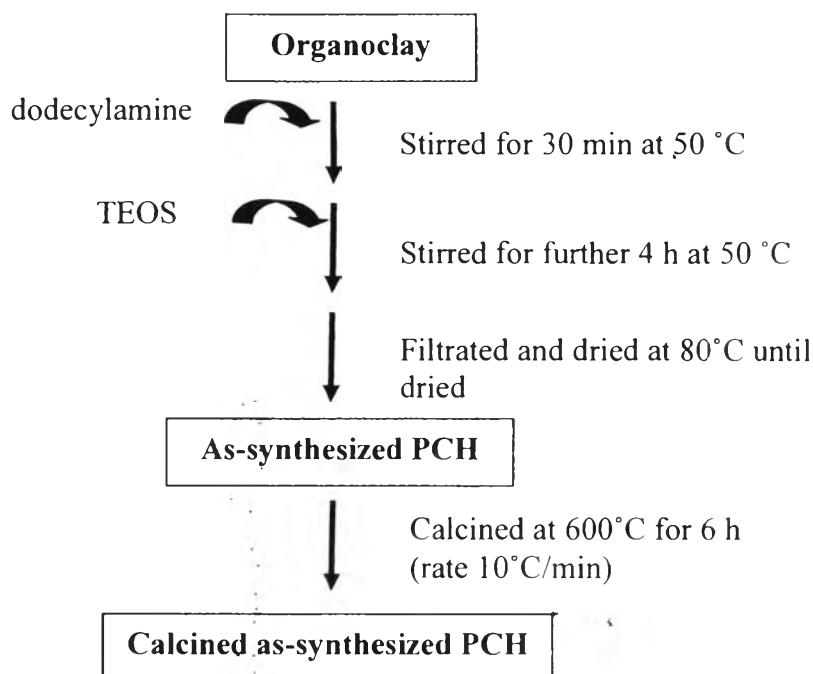 Organoclay
dodecylamine
Stirred for 30 min at 50 °C
TEOS
Stirred for further 4 h at 50 °C
Filtrated and dried at 80°C until
dried
As-synthesized PCH
Calcined at 600°C for 6 h
(rate 10°C/min)
Calcined as-synthesized PCH